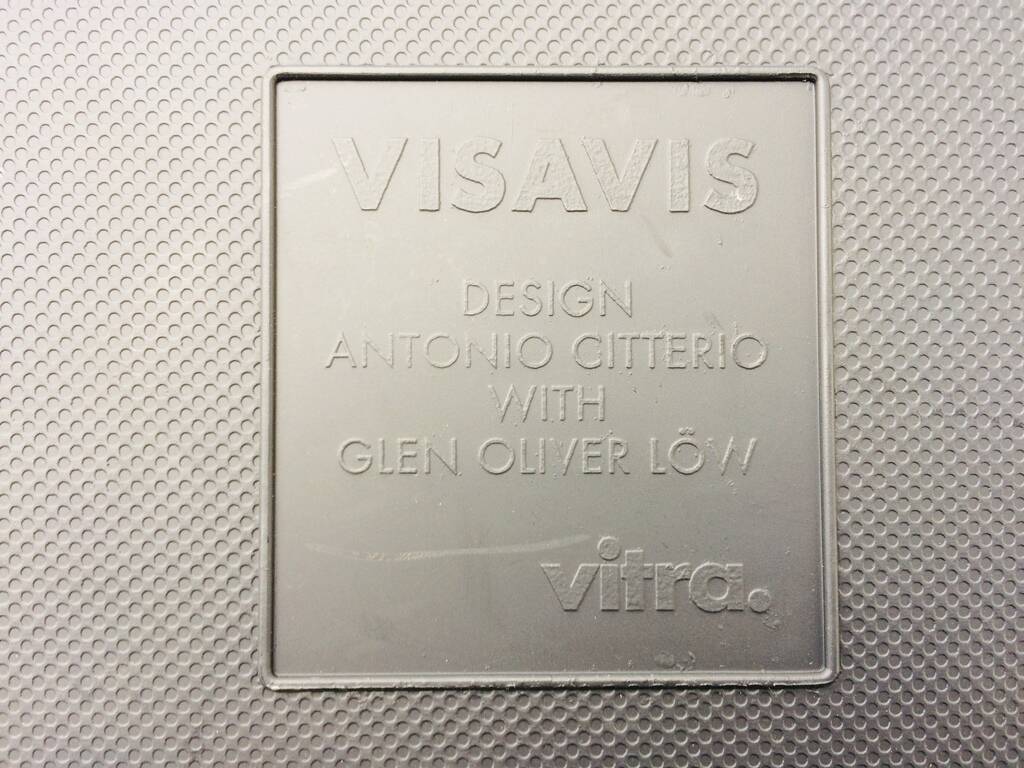 VISAVIS
DESIGN
ANTONIO CITTERIO
WITH
GLEN OLIVER LÖW
vitra.